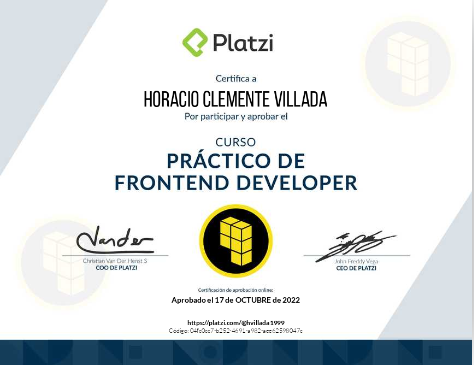 Platzi
Certifica a
HORACIO CLEMENTE VILLADA
Por participar y aprobar el
CURSO
PRÁCTICO DE
FRONTEND DEVELOPER
Christian Van Der Henst S
COO DE PLATZI
John Freddy Vega
CEO DE PLATZI
Certificación de aprobación online:
Aprobado el 17 de OCTUBRE de 2022
https://platzi.com/@hvillada1999
Código: